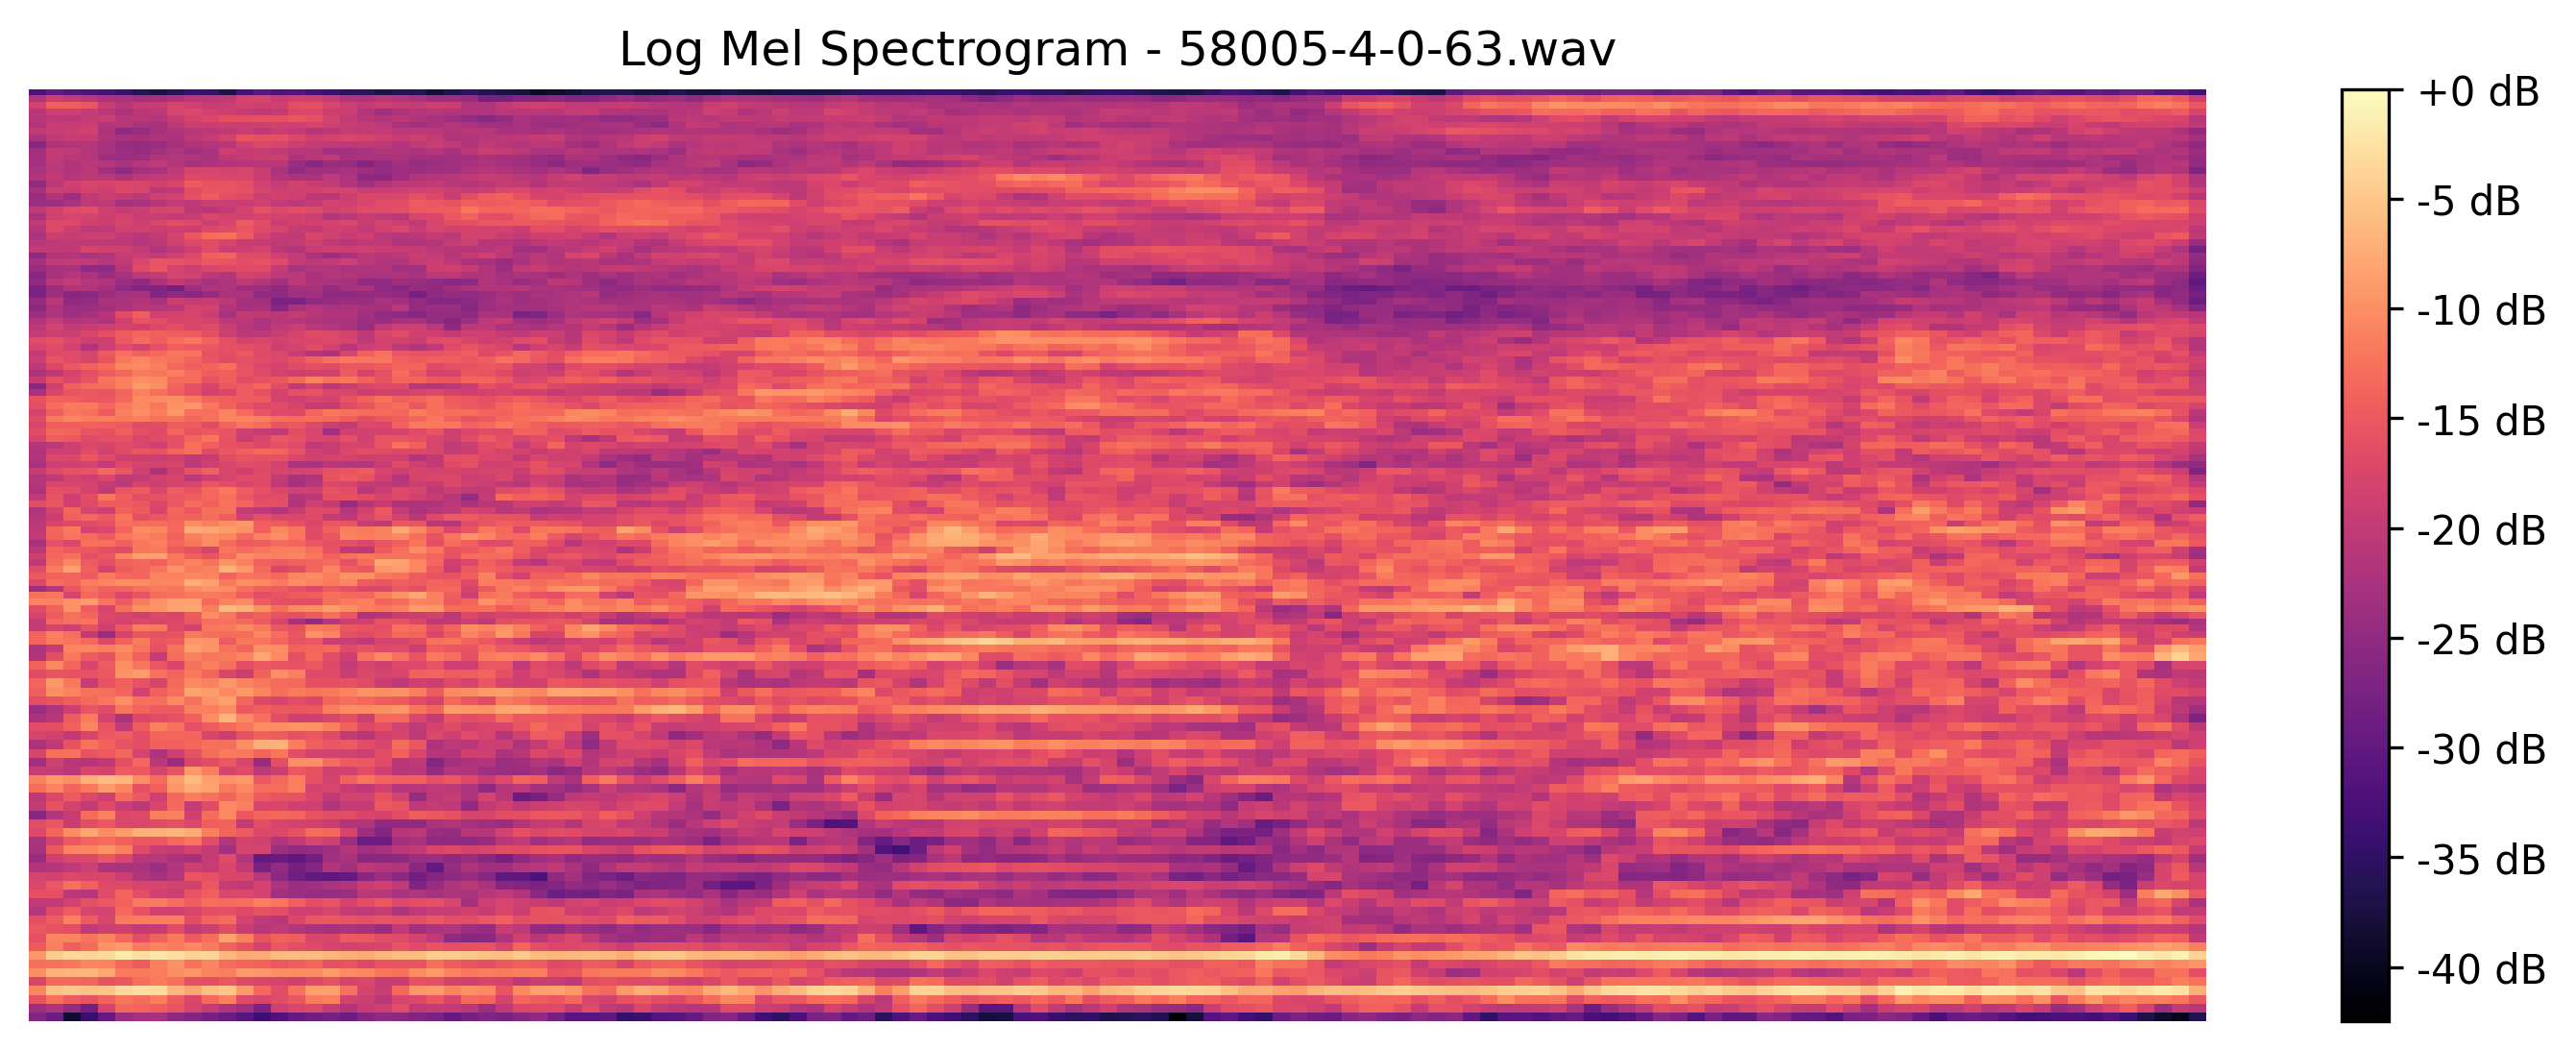 Log Mel Spectrogram - 58005-4-0-63.wav
+0 dB
-5 dB
-10 dB
-15 dB
-20 dB
-25 dB
-30 dB
-35 dB
-40 dB